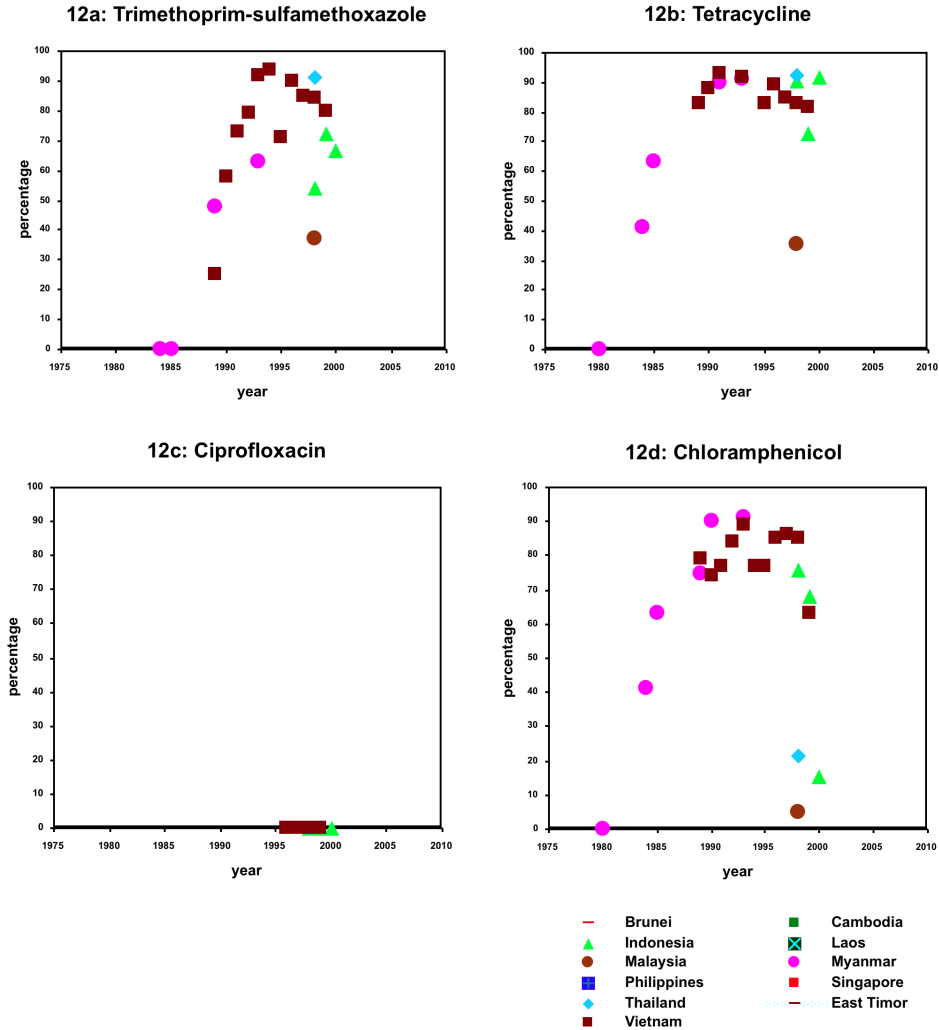 12a: Trimethoprim-sulfamethoxazole
100
90
80
70
60
50
40
30
20
10
0
percentage
1975 1980 1985 1990 1995 2000 2005 2010
year
12b: Tetracycline
100
90
80
70
60
50
40
30
20
10
0
percentage
1975 1980 1985 1990 1995 2000 2005 2010
year
12c: Ciprofloxacin
100
90
80
70
60
50
40
30
20
10
0
percentage
1975 1980 1985 1990 1995 2000 2005 2010
year
12d: Chloramphenicol
100
90
80
70
60
50
40
30
20
10
0
percentage
1975 1980 1985 1990 1995 2000 2005 2010
year
Brunei
Indonesia
Malaysia
Philippines
Thailand
Vietnam
Cambodia
Laos
Myanmar
Singapore
East Timor